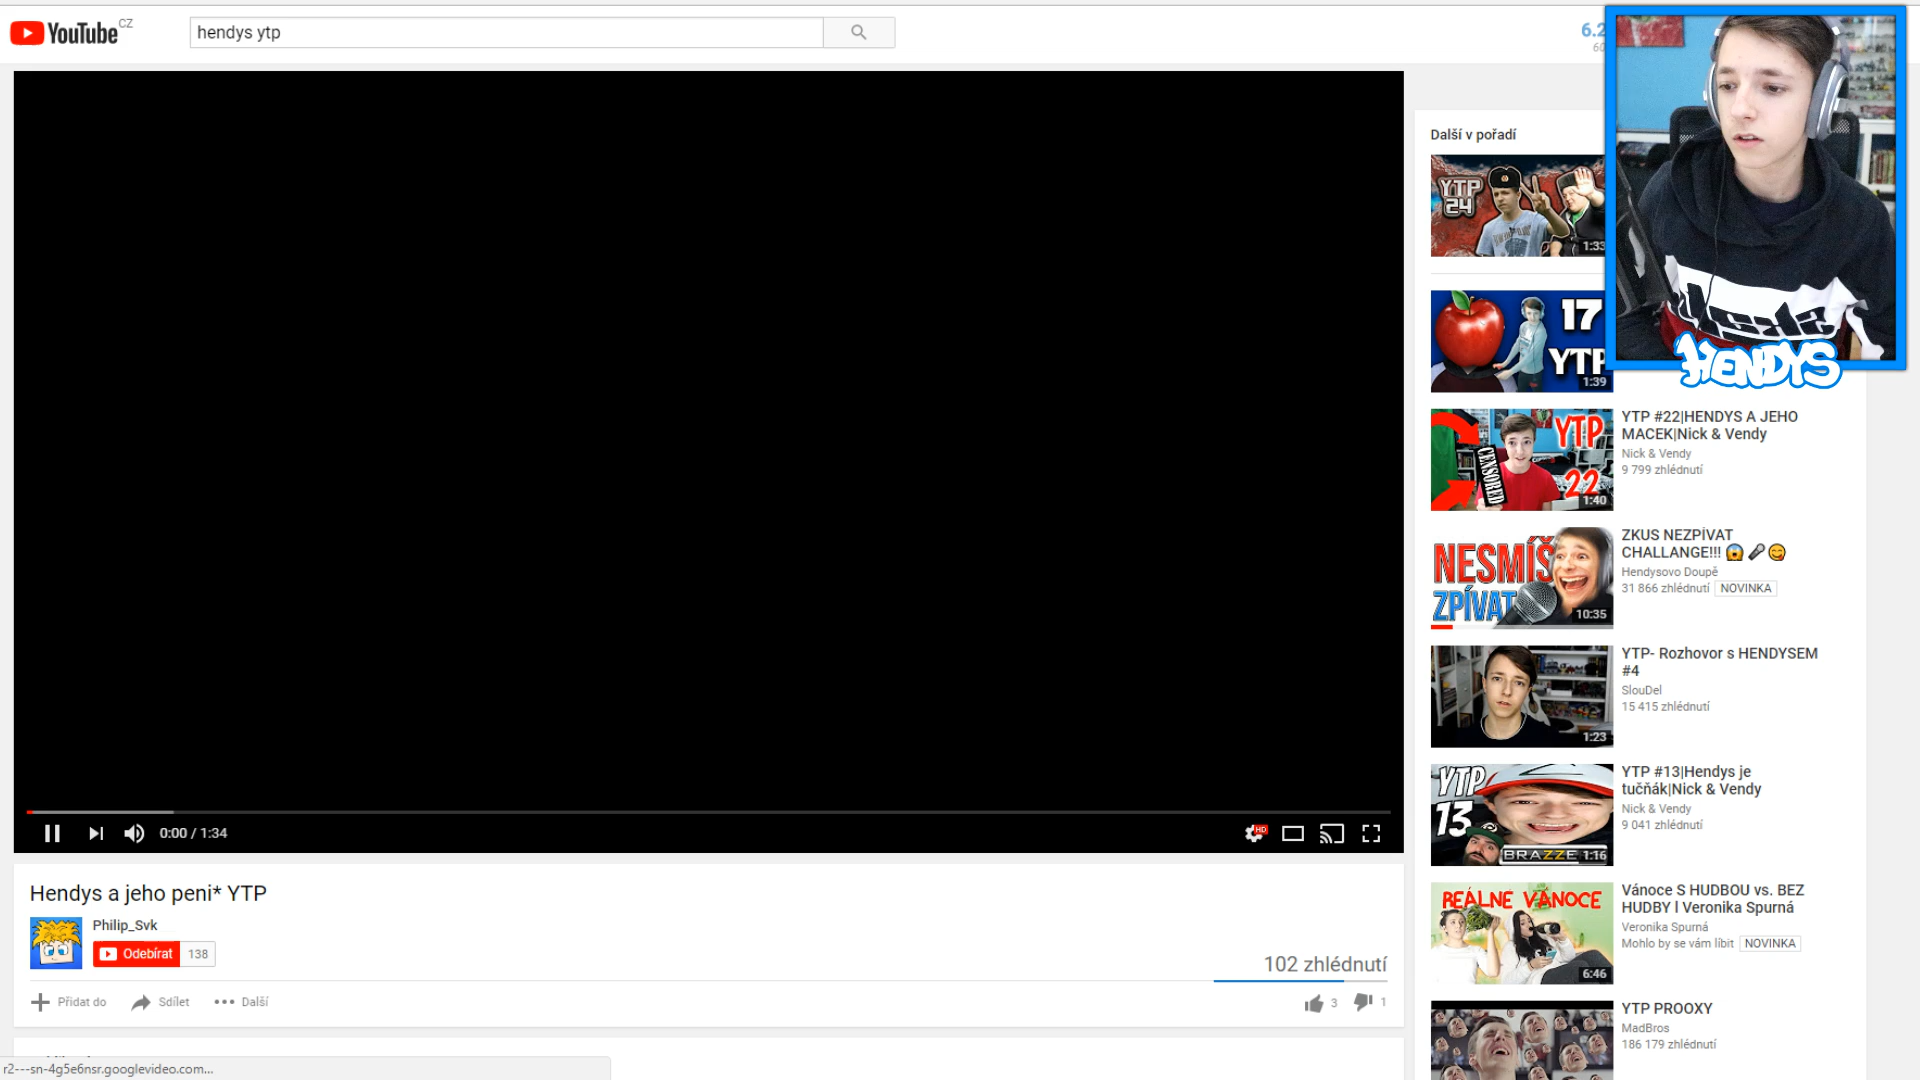 YouTube CZ
hendys ytp
6.2
60
Další v pořadí
YTP
24
1:33
17
YTP
1:39
HENDYS
CENSORED
YTP
22
1:40
YTP #22|HENDYS A JEHO
MACEK|Nick & Vendy
Nick & Vendy
9 799 zhlédnutí
NESMÍŠ
ZPÍVAT
10:35
ZKUS NEZPÍVAT
CHALLANGE!!! 😱 🎤 😋
Hendysovo Doupě
31 866 zhlédnutí NOVINKA
1:23
YTP- Rozhovor s HENDYSEM
#4
SlouDel
15 415 zhlédnutí
YTP
13
BRAZZE
1:16
YTP #13|Hendys je
tučňák|Nick & Vendy
Nick & Vendy
9 041 zhlédnutí
REÁLNÉ VÁNOCE
6:46
Vánoce S HUDBOU vs. BEZ
HUDBY l Veronika Spurná
Veronika Spurná
Mohlo by se vám líbit NOVINKA
YTP PROOXY
MadBros
186 179 zhlédnutí
0:00 / 1:34
HD
Hendys a jeho peni* YTP
Philip_Svk
Odebírat 138
102 zhlédnutí
Přidat do Sdílet Další
3 1
r2---sn-4g5e6nsr.googlevideo.com...